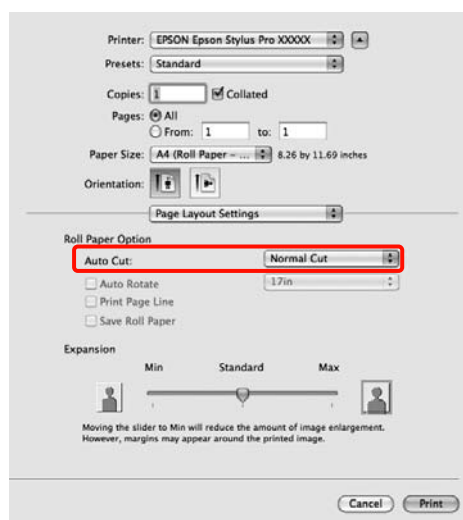 Printer: EPSON Epson Stylus Pro XXXXX
Presets: Standard
Copies: 1 Collated
Pages: All
From: 1 to: 1
Paper Size: A4 (Roll Paper – ... 8.26 by 11.69 inches
Orientation:
Page Layout Settings
Roll Paper Option
Auto Cut: Normal Cut
Auto Rotate 17in
Print Page Line
Save Roll Paper
Expansion
Min Standard Max
Moving the slider to Min will reduce the amount of image enlargement.
However, margins may appear around the printed image.
Cancel Print